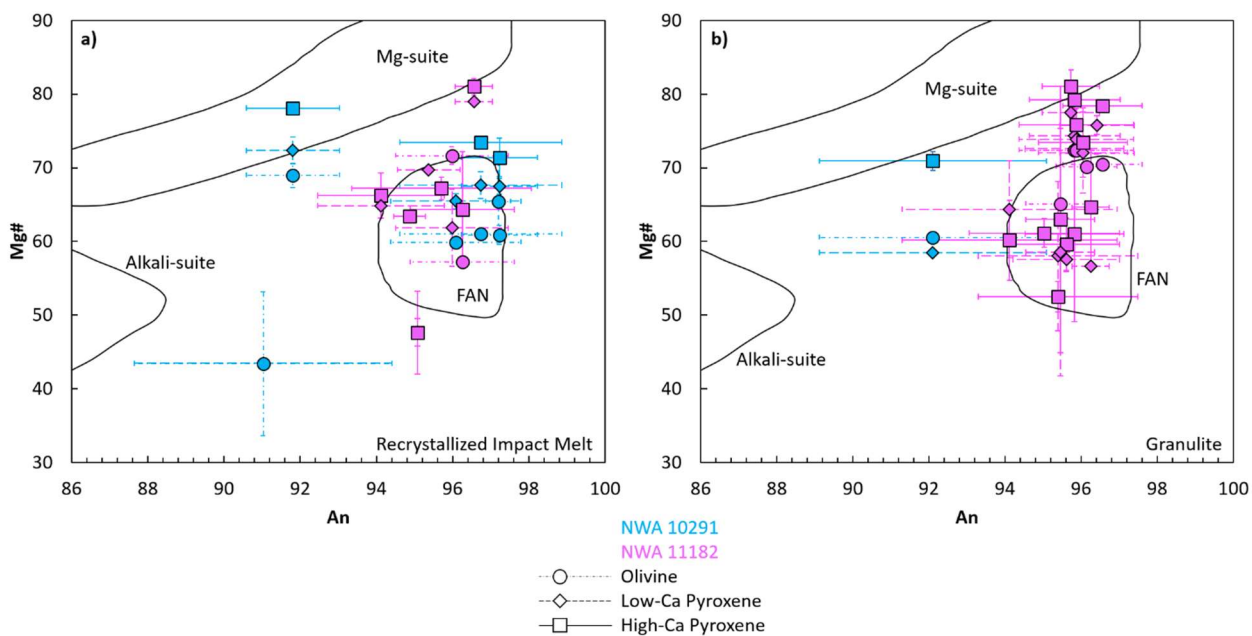 a)
Mg-suite
Alkali-suite
FAN
Recrystallized Impact Melt
90
80
70
60
50
40
30
Mg#
86
88
90
92
94
96
98
100
An
b)
Mg-suite
FAN
Alkali-suite
Granulite
90
80
70
60
50
40
30
Mg#
86
88
90
92
94
96
98
100
An
NWA 10291
NWA 11182
Olivine
Low-Ca Pyroxene
High-Ca Pyroxene